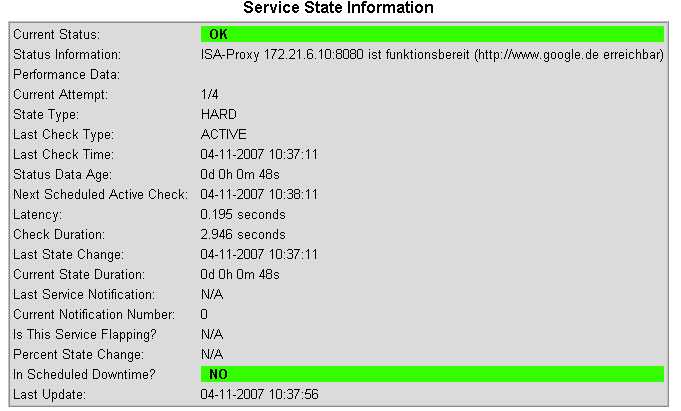 Service State Information
Current Status: OK
Status Information: ISA-Proxy 172.21.6.10:8080 ist funktionsbereit (http://www.google.de erreichbar)
Performance Data:
Current Attempt: 1/4
State Type: HARD
Last Check Type: ACTIVE
Last Check Time: 04-11-2007 10:37:11
Status Data Age: 0d 0h 0m 48s
Next Scheduled Active Check: 04-11-2007 10:38:11
Latency: 0.195 seconds
Check Duration: 2.946 seconds
Last State Change: 04-11-2007 10:37:11
Current State Duration: 0d 0h 0m 48s
Last Service Notification: N/A
Current Notification Number: 0
Is This Service Flapping? N/A
Percent State Change: N/A
In Scheduled Downtime? NO
Last Update: 04-11-2007 10:37:56